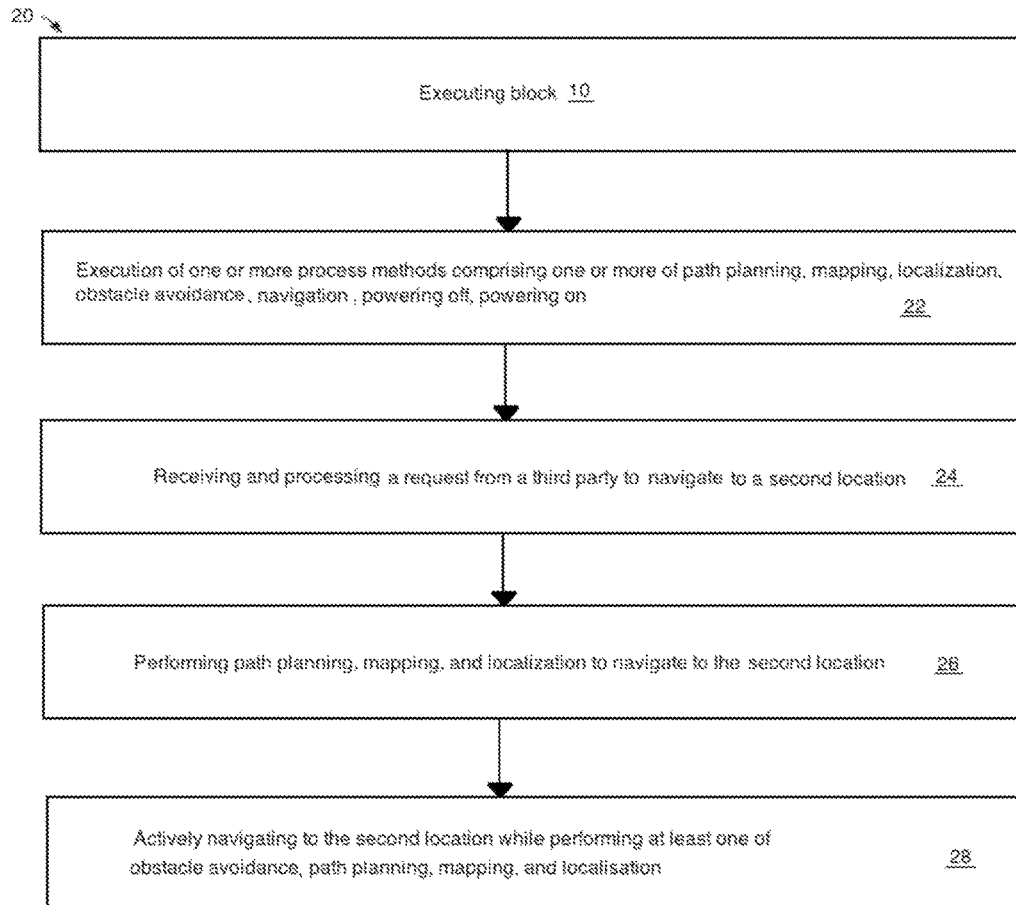 20
Executing block 10
Execution of one or more process methods comprising one or more of path planning, mapping, localization,
obstacle avoidance, navigation, powering off, powering on
22
Receiving and processing a request from a third party to navigate to a second location 24
Performing path planning, mapping, and localization to navigate to the second location 26
Actively navigating to the second location while performing at least one of
obstacle avoidance, path planning, mapping, and localisation
28